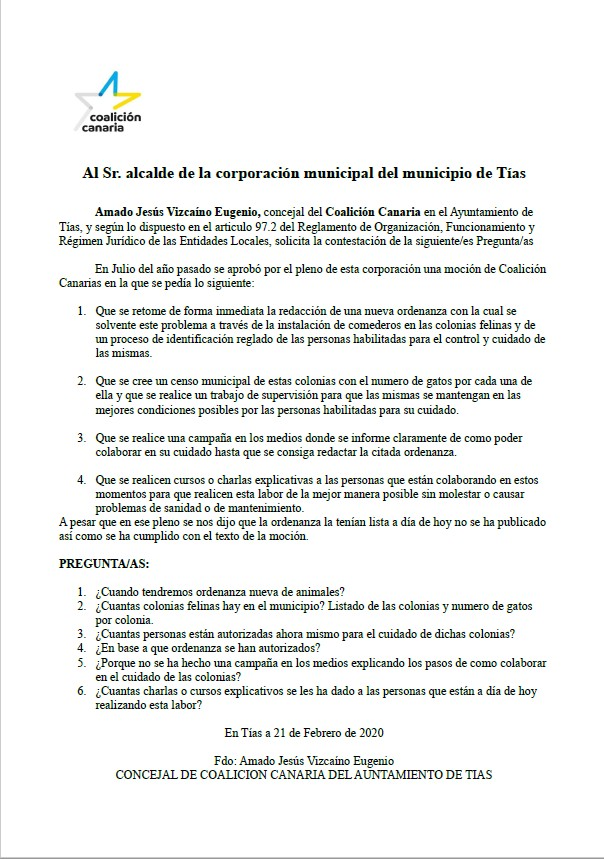 coalición
canaria
Al Sr. alcalde de la corporación municipal del municipio de Tías
Amado Jesús Vizcaíno Eugenio, concejal del Coalición Canaria en el Ayuntamiento de
Tías, y según lo dispuesto en el articulo 97.2 del Reglamento de Organización, Funcionamiento y
Régimen Jurídico de las Entidades Locales, solicita la contestación de la siguiente/es Pregunta/as
En Julio del año pasado se aprobó por el pleno de esta corporación una moción de Coalición
Canarias en la que se pedía lo siguiente:
1. Que se retome de forma inmediata la redacción de una nueva ordenanza con la cual se
solvente este problema a través de la instalación de comederos en las colonias felinas y de
un proceso de identificación reglado de las personas habilitadas para el control y cuidado de
las mismas.
2. Que se cree un censo municipal de estas colonias con el numero de gatos por cada una de
ella y que se realice un trabajo de supervisión para que las mismas se mantengan en las
mejores condiciones posibles por las personas habilitadas para su cuidado.
3. Que se realice una campaña en los medios donde se informe claramente de como poder
colaborar en su cuidado hasta que se consiga redactar la citada ordenanza.
4. Que se realicen cursos o charlas explicativas a las personas que están colaborando en estos
momentos para que realicen esta labor de la mejor manera posible sin molestar o causar
problemas de sanidad o de mantenimiento.
A pesar que en ese pleno se nos dijo que la ordenanza la tenían lista a día de hoy no se ha publicado
así como se ha cumplido con el texto de la moción.
PREGUNTA/AS:
1. ¿Cuando tendremos ordenanza nueva de animales?
2. ¿Cuantas colonias felinas hay en el municipio? Listado de las colonias y numero de gatos
por colonia.
3. ¿Cuantas personas están autorizadas ahora mismo para el cuidado de dichas colonias?
4. ¿En base a que ordenanza se han autorizados?
5. ¿Porque no se ha hecho una campaña en los medios explicando los pasos de como colaborar
en el cuidado de las colonias?
6. ¿Cuantas charlas o cursos explicativos se les ha dado a las personas que están a día de hoy
realizando esta labor?
En Tías a 21 de Febrero de 2020
Fdo: Amado Jesús Vizcaíno Eugenio
CONCEJAL DE COALICION CANARIA DEL AUNTAMIENTO DE TIAS